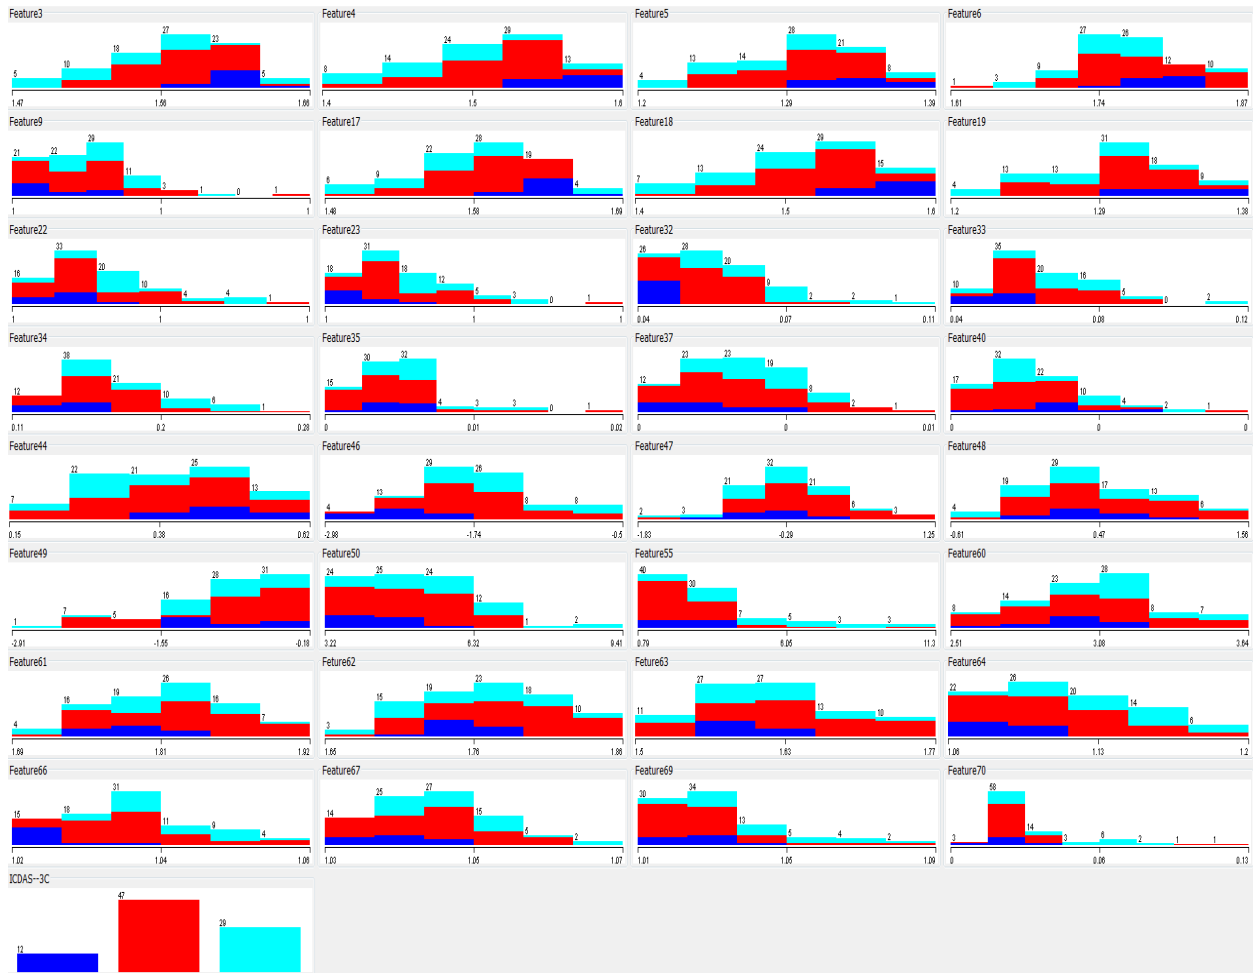 Feature3 Feature4 Feature5 Feature6
5 10 18 27 23 5 8 14 24 29 13 4 13 14 28 21 8 1 3 9 27 26 12 10
1.47 1.56 1.66 1.4 1.5 1.6 1.2 1.29 1.39 1.61 1.74 1.87
Feature9 Feature17 Feature18 Feature19
21 22 29 11 3 1 0 1 6 9 22 28 19 4 7 13 24 29 15 4 13 13 31 18 9
1 1 1 1.48 1.58 1.69 1.4 1.5 1.6 1.2 1.29 1.38
Feature22 Feature23 Feature32 Feature33
16 33 20 10 4 4 1 18 31 18 12 5 3 0 1 26 28 20 9 2 2 1 10 35 20 16 5 0 2
1 1 1 1 1 1 0.04 0.07 0.11 0.04 0.08 0.12
Feature34 Feature35 Feature37 Feature40
12 38 21 10 6 1 15 30 32 4 3 3 0 1 12 23 23 19 8 2 1 17 32 22 10 4 2 1
0.11 0.2 0.28 0 0.01 0.02 0 0 0.01 0 0 0
Feature44 Feature46 Feature47 Feature48
7 22 21 25 13 4 13 29 26 8 8 2 3 21 32 21 6 3 4 19 29 17 13 6
0.15 0.38 0.62 -2.98 -1.74 -0.5 -1.83 -0.29 1.25 -0.61 0.47 1.56
Feature49 Feature50 Feature55 Feature60
1 7 5 16 28 31 24 25 24 12 1 2 40 30 7 5 3 3 8 14 23 28 8 7
-2.91 -1.55 -0.18 3.22 6.32 9.41 0.79 6.05 11.3 2.51 3.08 3.64
Feature61 Feture62 Feture63 Feature64
4 16 19 26 16 7 3 15 19 23 18 10 11 27 27 13 10 22 26 20 14 6
1.69 1.81 1.92 1.65 1.76 1.86 1.5 1.63 1.77 1.06 1.13 1.2
Feature66 Feature67 Feature69 Feature70
15 18 31 11 9 4 14 25 27 15 5 2 30 34 13 5 4 2 3 58 14 3 6 2 1 1
1.02 1.04 1.06 1.03 1.05 1.07 1.01 1.05 1.09 0 0.06 0.13
ICDAS--3C
12 47 29